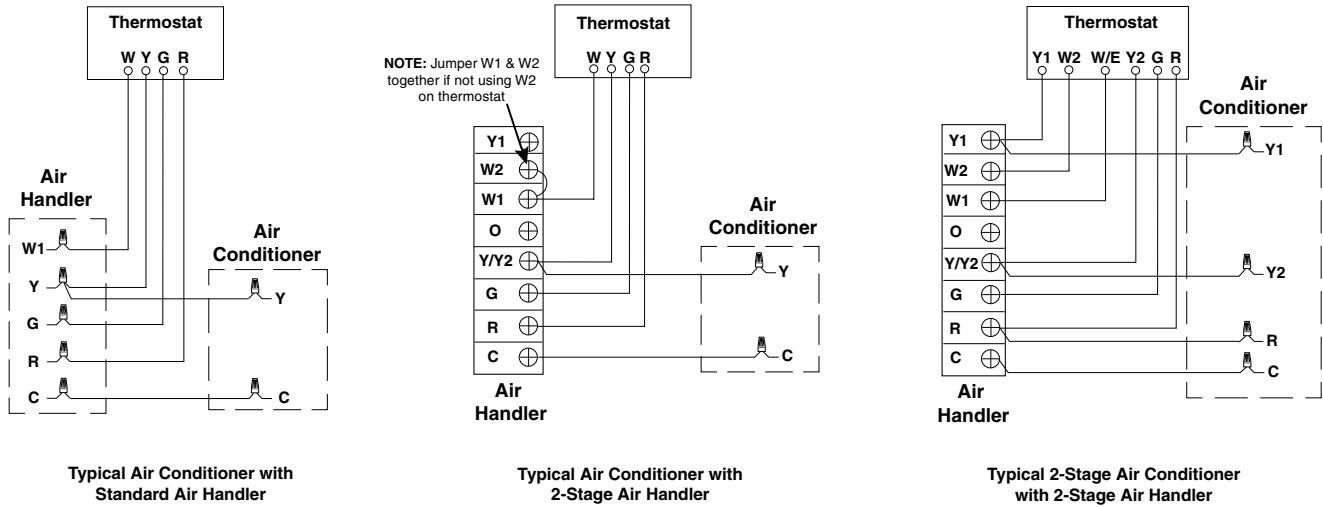 Thermostat
W Y G R
Air
Handler
W1
Y
G
R
C
Air
Conditioner
Y
C
Typical Air Conditioner with
Standard Air Handler
Thermostat
W Y G R
NOTE: Jumper W1 & W2
together if not using W2
on thermostat
Y1
W2
W1
O
Y/Y2
G
R
C
Air
Handler
Air
Conditioner
Y
C
Typical Air Conditioner with
2-Stage Air Handler
Thermostat
Y1 W2 W/E Y2 G R
Y1
W2
W1
O
Y/Y2
G
R
C
Air
Handler
Air
Conditioner
Y1
Y2
R
C
Typical 2-Stage Air Conditioner
with 2-Stage Air Handler